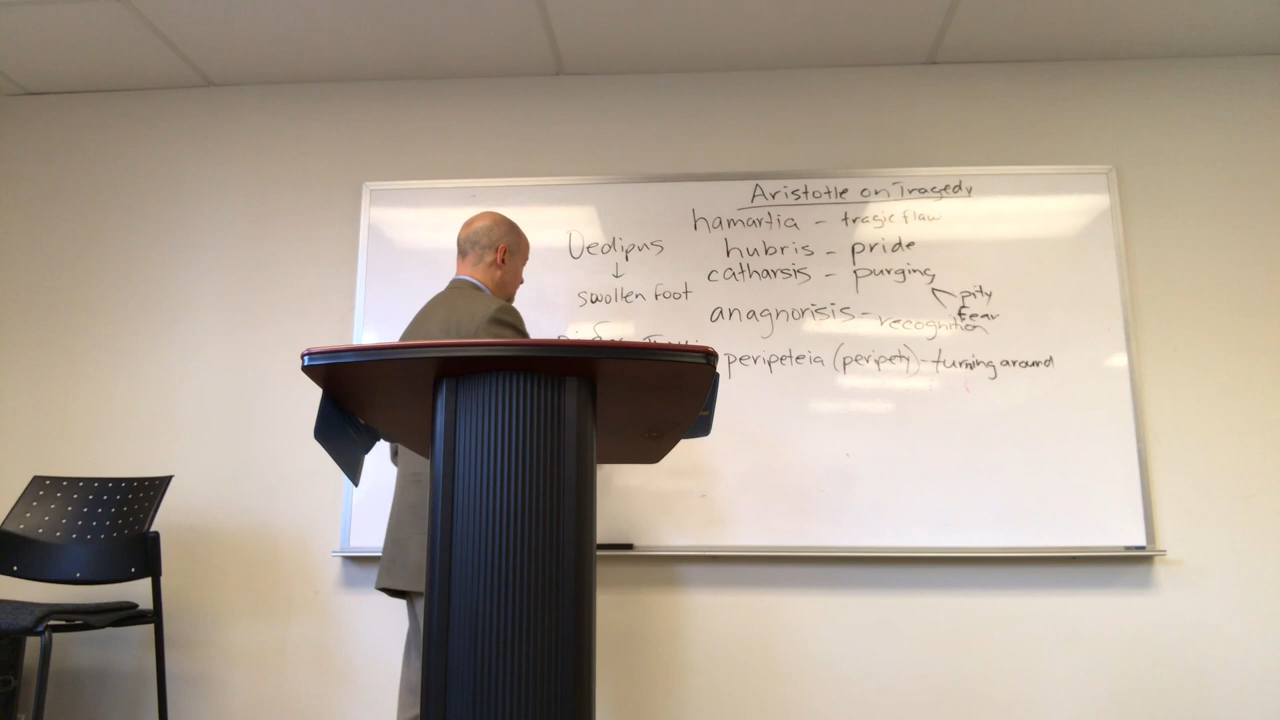 Aristotle on Tragedy
hamartia - tragic flaw
hubris - pride
catharsis - purging
pity
fear
anagnorisis - recognition
peripeteia (peripety) - turning around
Oedipus
↓
swollen foot